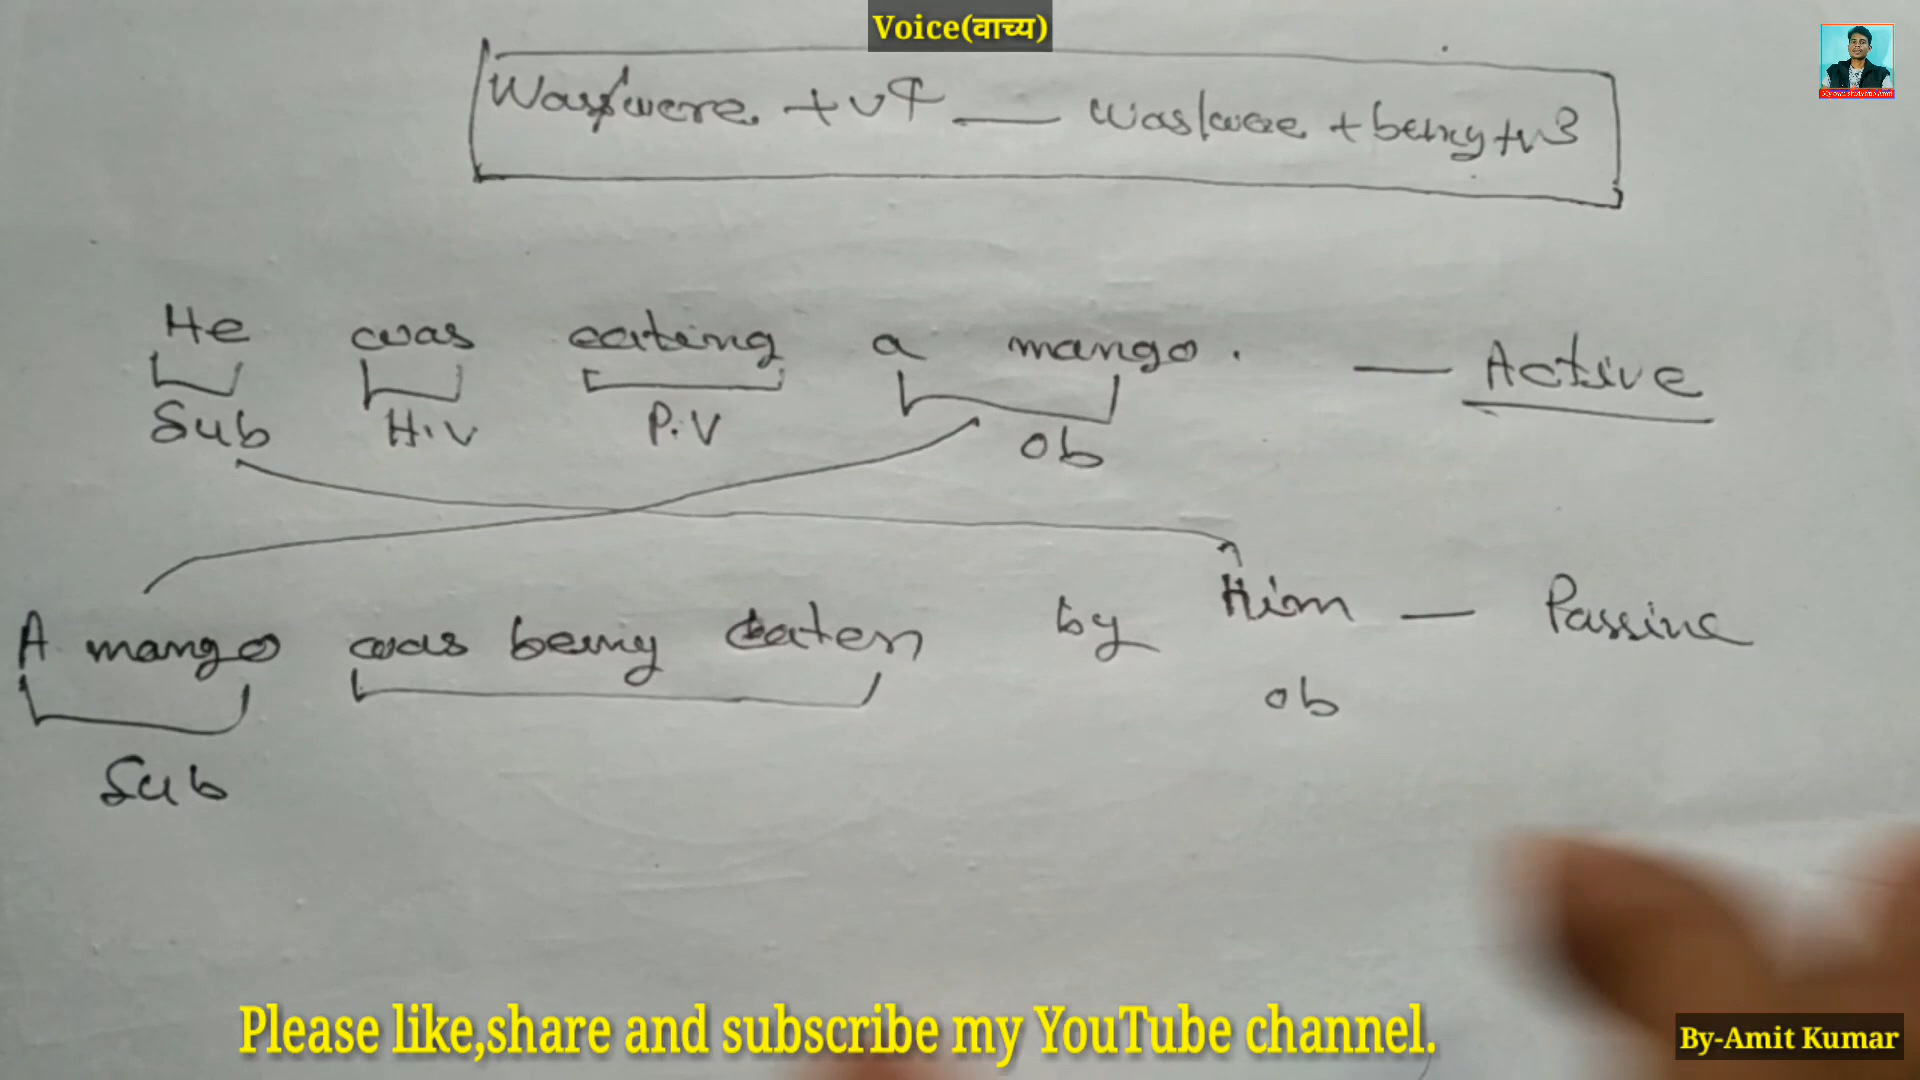 Voice(वाच्य)
Was/were + v4 — was/were + being + v3
He was eating a mango. — Active
Sub H.V P.V ob
A mango was being eaten by Him — Passive
Sub ob
Please like,share and subscribe my YouTube channel.
By-Amit Kumar